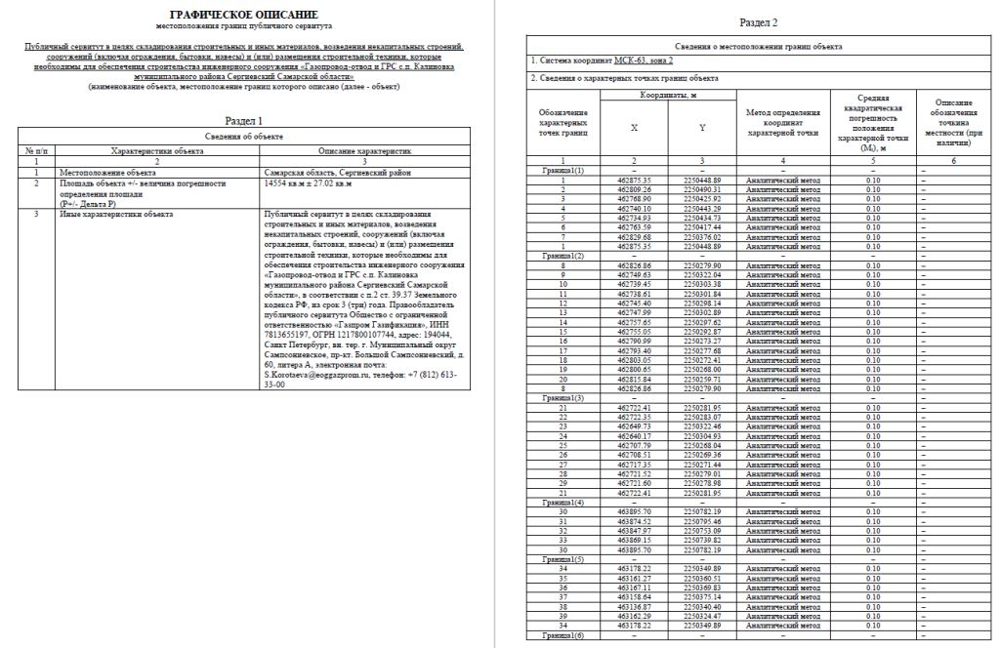 ГРАФИЧЕСКОЕ ОПИСАНИЕ
местоположения границ публичного сервитута
Публичный сервитут в целях складирования строительных и иных материалов, возведения некапитальных строений,
сооружений (включая ограждения, бытовки, навесы) и (или) размещения строительной техники, которые
необходимы для обеспечения строительства инженерного сооружения «Газопровод-отвод и ГРС с.п. Калиновка
муниципального района Сергиевский Самарской области»
(наименование объекта, местоположение границ которого описано (далее - объект)
Раздел 1
Сведения об объекте
№ п/п Характеристики объекта Описание характеристик
1 2 3
1 Местоположение объекта Самарская область, Сергиевский район
2 Площадь объекта +/- величина погрешности 14554 кв.м ± 27.02 кв.м
определения площади
(P+/- Дельта P)
3 Иные характеристики объекта Публичный сервитут в целях складирования
строительных и иных материалов, возведения
некапитальных строений, сооружений (включая
ограждения, бытовки, навесы) и (или) размещения
строительной техники, которые необходимы для
обеспечения строительства инженерного сооружения
«Газопровод-отвод и ГРС с.п. Калиновка
муниципального района Сергиевский Самарской
области», в соответствии с п.2 ст. 39.37 Земельного
кодекса РФ, на срок 3 (три) года. Правообладатель
публичного сервитута Общество с ограниченной
ответственностью «Газпром Газификация», ИНН
7813655197, ОГРН 1217800107744, адрес: 194044,
Санкт Петербург, вн. тер. г. Муниципальный округ
Сампсониевское, пр-кт. Большой Сампсониевский, д.
60, литера А, электронная почта:
S.Korotaeva@eoggazprom.ru, телефон: +7 (812) 613-
33-00
Раздел 2
Сведения о местоположении границ объекта
1. Система координат МСК-63, зона 2
2. Сведения о характерных точках границ объекта
Обозначение характерных точек границ
Координаты, м
X Y
Метод определения координат характерной точки
Средняя квадратическая погрешность положения характерной точки (Mt), м
Описание обозначения точки на местности (при наличии)
1 2 3 4 5 6
Граница1(1) – – – – –
1 462875.35 2250448.89 Аналитический метод 0.10 –
2 462809.26 2250490.31 Аналитический метод 0.10 –
3 462768.90 2250425.92 Аналитический метод 0.10 –
4 462740.10 2250443.29 Аналитический метод 0.10 –
5 462734.93 2250434.73 Аналитический метод 0.10 –
6 462763.59 2250417.44 Аналитический метод 0.10 –
7 462829.68 2250376.02 Аналитический метод 0.10 –
1 462875.35 2250448.89 Аналитический метод 0.10 –
Граница1(2) – – – – –
8 462826.86 2250279.90 Аналитический метод 0.10 –
9 462749.63 2250322.04 Аналитический метод 0.10 –
10 462739.45 2250303.38 Аналитический метод 0.10 –
11 462738.61 2250301.84 Аналитический метод 0.10 –
12 462745.40 2250298.14 Аналитический метод 0.10 –
13 462747.99 2250302.89 Аналитический метод 0.10 –
14 462757.65 2250297.62 Аналитический метод 0.10 –
15 462755.05 2250292.87 Аналитический метод 0.10 –
16 462790.99 2250273.27 Аналитический метод 0.10 –
17 462793.40 2250277.68 Аналитический метод 0.10 –
18 462803.05 2250272.41 Аналитический метод 0.10 –
19 462800.65 2250268.00 Аналитический метод 0.10 –
20 462815.84 2250259.71 Аналитический метод 0.10 –
8 462826.86 2250279.90 Аналитический метод 0.10 –
Граница1(3) – – – – –
21 462722.41 2250281.95 Аналитический метод 0.10 –
22 462722.35 2250283.07 Аналитический метод 0.10 –
23 462649.73 2250322.46 Аналитический метод 0.10 –
24 462640.17 2250304.93 Аналитический метод 0.10 –
25 462707.79 2250268.04 Аналитический метод 0.10 –
26 462708.51 2250269.36 Аналитический метод 0.10 –
27 462717.35 2250271.44 Аналитический метод 0.10 –
28 462721.52 2250279.01 Аналитический метод 0.10 –
29 462721.60 2250278.98 Аналитический метод 0.10 –
21 462722.41 2250281.95 Аналитический метод 0.10 –
Граница1(4) – – – – –
30 463895.70 2250782.19 Аналитический метод 0.10 –
31 463874.52 2250795.46 Аналитический метод 0.10 –
32 463847.97 2250753.09 Аналитический метод 0.10 –
33 463869.15 2250739.82 Аналитический метод 0.10 –
30 463895.70 2250782.19 Аналитический метод 0.10 –
Граница1(5) – – – – –
34 463178.22 2250349.89 Аналитический метод 0.10 –
35 463161.27 2250360.51 Аналитический метод 0.10 –
36 463167.11 2250369.83 Аналитический метод 0.10 –
37 463158.64 2250375.14 Аналитический метод 0.10 –
38 463136.87 2250340.40 Аналитический метод 0.10 –
39 463162.29 2250324.47 Аналитический метод 0.10 –
34 463178.22 2250349.89 Аналитический метод 0.10 –
Граница1(6) – – – – –